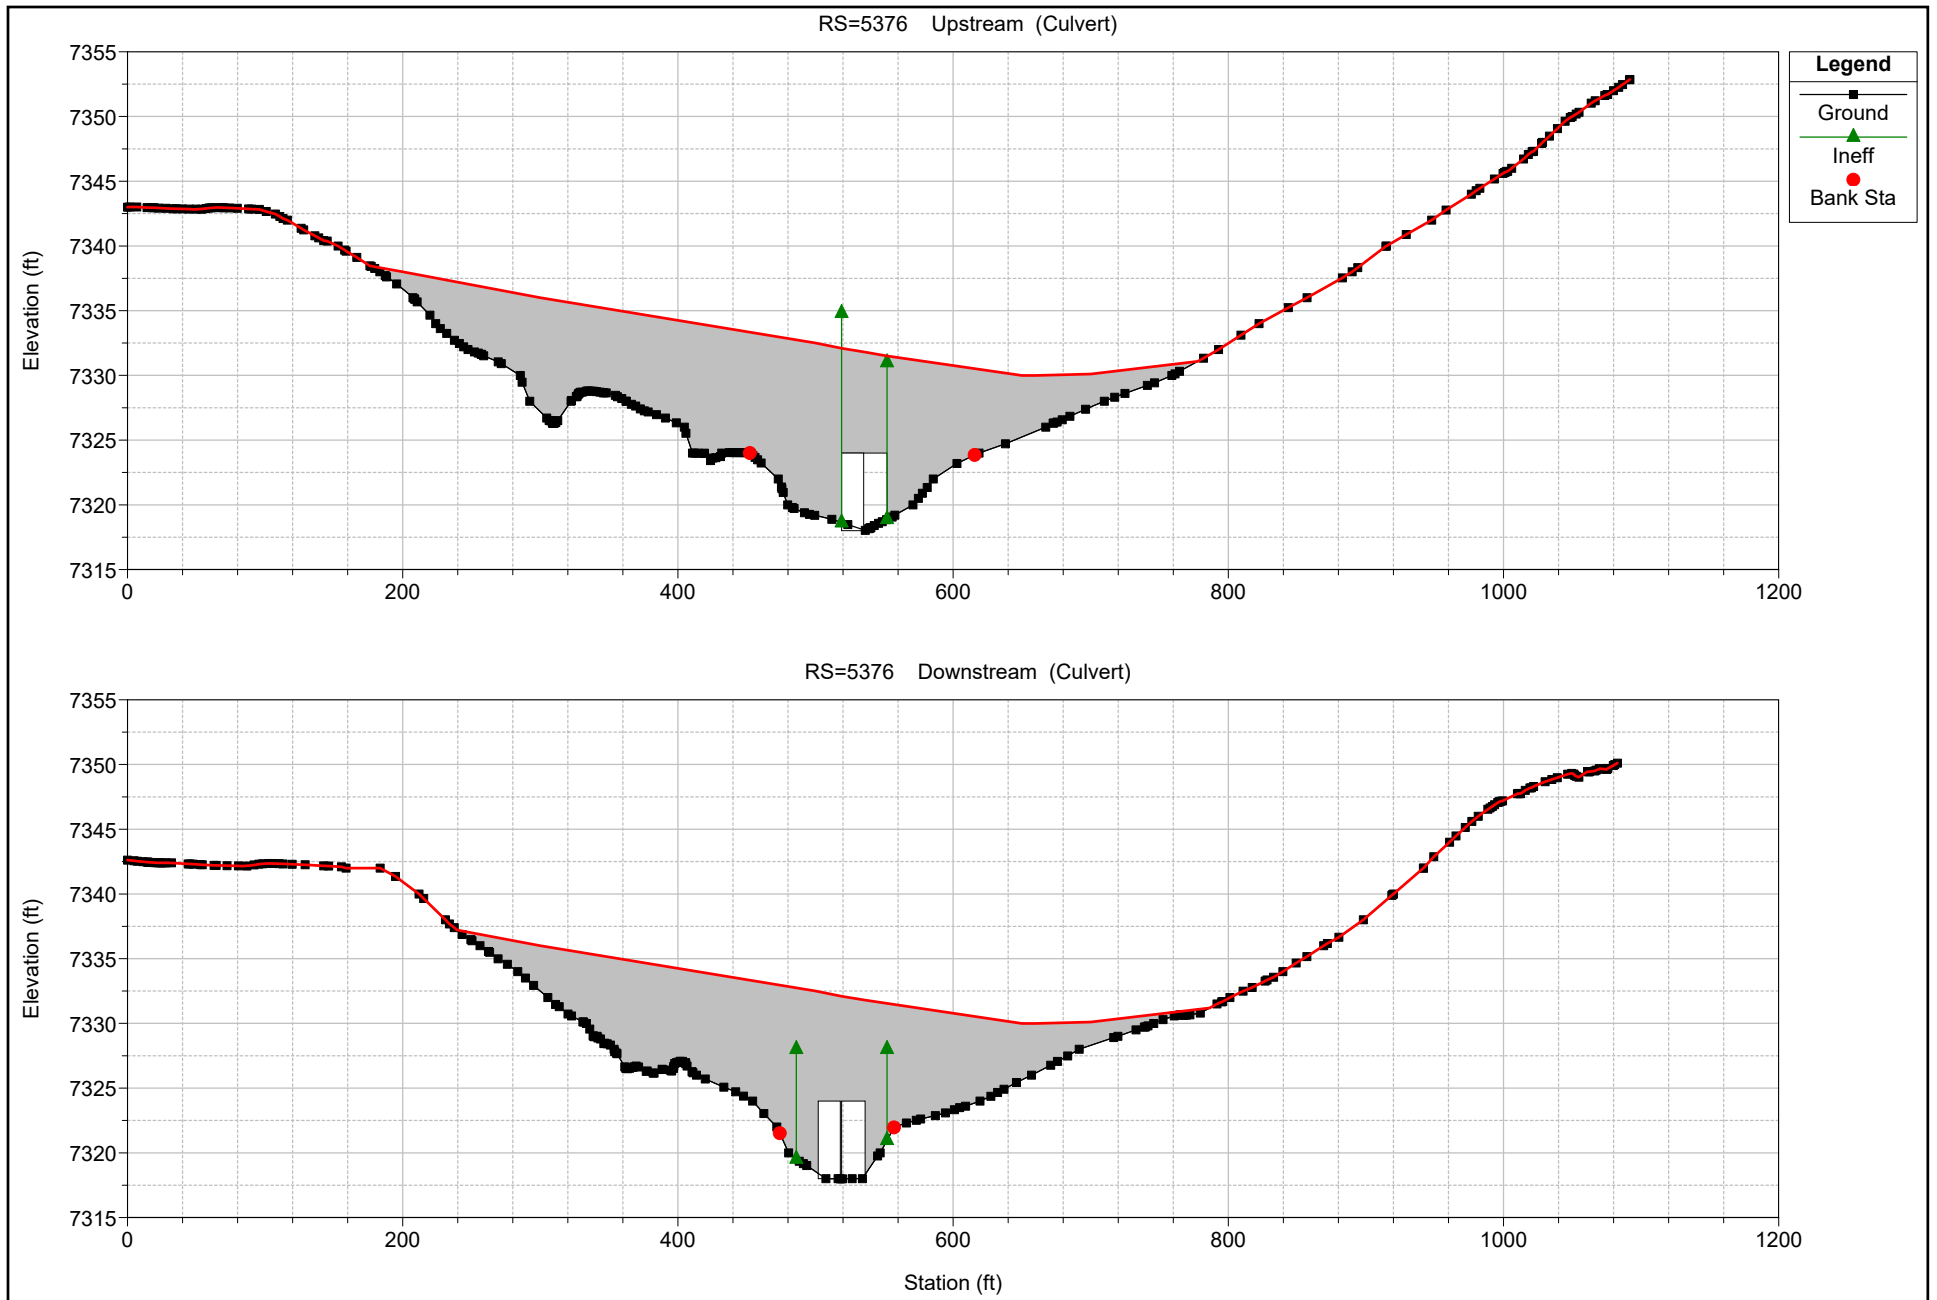 RS=5376 Upstream (Culvert)
7355
7350
7345
7340
7335
7330
7325
7320
7315
Elevation (ft)
0 200 400 600 800 1000 1200
Legend
Ground
Ineff
Bank Sta
RS=5376 Downstream (Culvert)
7355
7350
7345
7340
7335
7330
7325
7320
7315
Elevation (ft)
0 200 400 600 800 1000 1200
Station (ft)